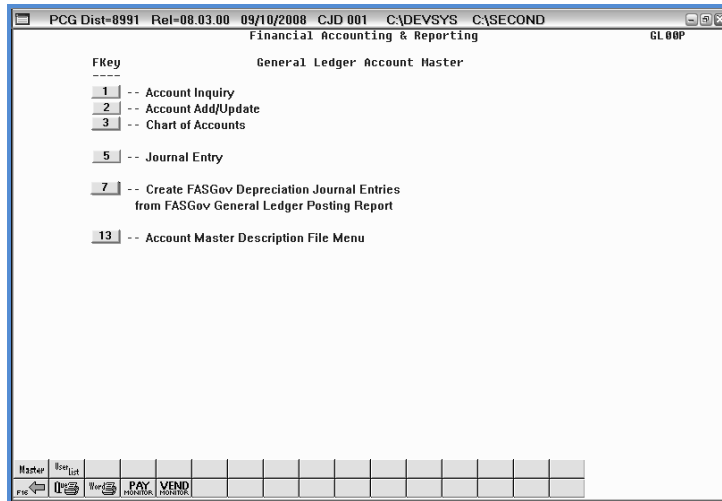 PCG Dist=8991 Rel=08.03.00 09/10/2008 CJD 001 C:\DEVSYS C:\SECOND
Financial Accounting & Reporting GL00P
FKey General Ledger Account Master
----
1 -- Account Inquiry
2 -- Account Add/Update
3 -- Chart of Accounts
5 -- Journal Entry
7 -- Create FASGov Depreciation Journal Entries
from FASGov General Ledger Posting Report
13 -- Account Master Description File Menu
Master User List
F16 Word PAY MONITOR VEND MONITOR